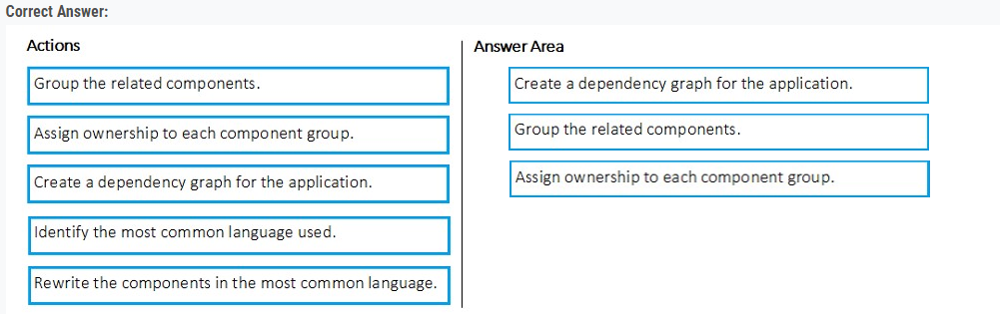 Correct Answer:
Actions
Group the related components.
Assign ownership to each component group.
Create a dependency graph for the application.
Identify the most common language used.
Rewrite the components in the most common language.
Answer Area
Create a dependency graph for the application.
Group the related components.
Assign ownership to each component group.